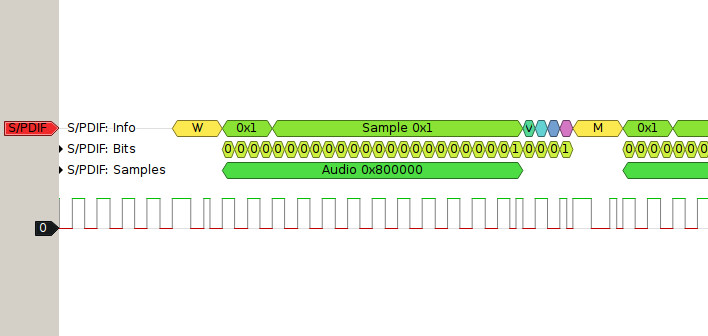 S/PDIF S/PDIF: Info W 0x1 Sample 0x1 v M 0x1
S/PDIF: Bits 0 0 0 0 0 0 0 0 0 0 0 0 0 0 0 0 0 0 0 0 0 0 0 1 0 0 0 1 0 0 0 0 0 0 0
S/PDIF: Samples Audio 0x800000
0